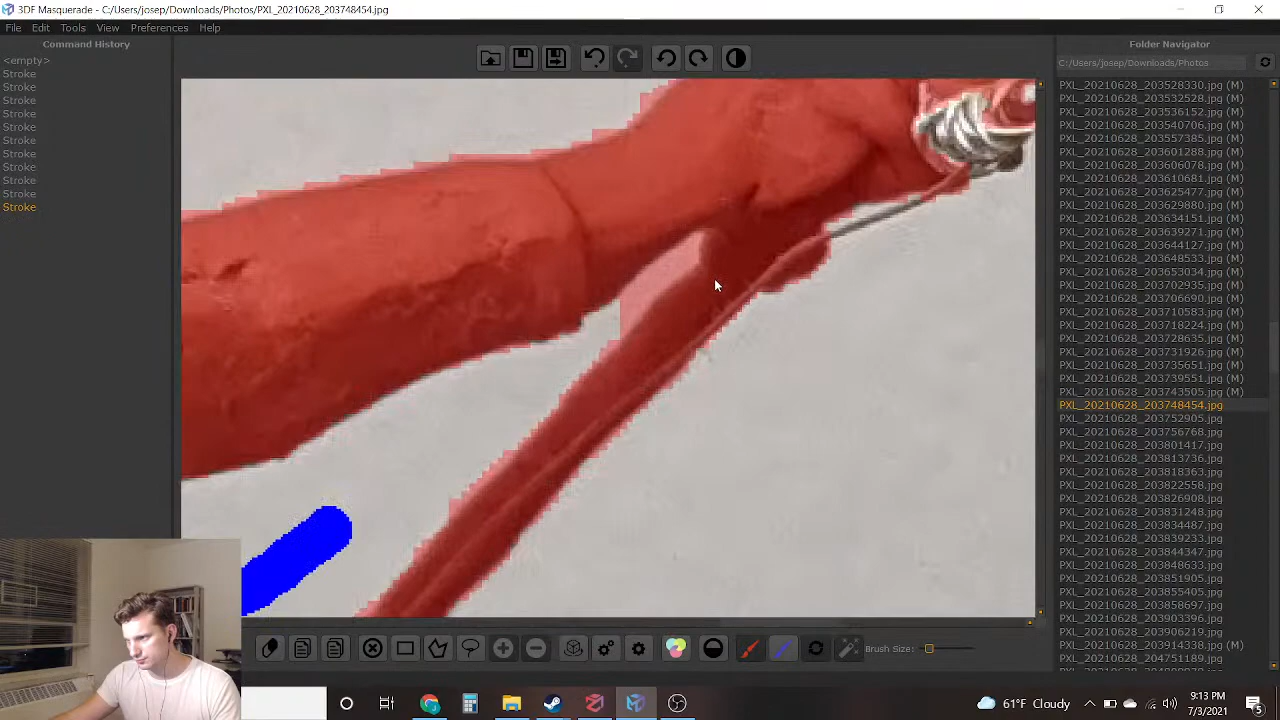 3DF Masquerade - C:/Users/josep/Downloads/Photos/PXL_20210628_203748454.jpg
File Edit Tools View Preferences Help
Command History
<empty>
Stroke
Stroke
Stroke
Stroke
Stroke
Stroke
Stroke
Stroke
Stroke
Stroke
Stroke
Folder Navigator
C:/Users/josep/Downloads/Photos
PXL_20210628_203528330.jpg (M)
PXL_20210628_203532528.jpg (M)
PXL_20210628_203536152.jpg (M)
PXL_20210628_203540706.jpg (M)
PXL_20210628_203557385.jpg (M)
PXL_20210628_203601288.jpg (M)
PXL_20210628_203606078.jpg (M)
PXL_20210628_203610681.jpg (M)
PXL_20210628_203625477.jpg (M)
PXL_20210628_203629880.jpg (M)
PXL_20210628_203634151.jpg (M)
PXL_20210628_203639271.jpg (M)
PXL_20210628_203644127.jpg (M)
PXL_20210628_203648533.jpg (M)
PXL_20210628_203653034.jpg (M)
PXL_20210628_203702935.jpg (M)
PXL_20210628_203706690.jpg (M)
PXL_20210628_203710583.jpg (M)
PXL_20210628_203718224.jpg (M)
PXL_20210628_203728635.jpg (M)
PXL_20210628_203731926.jpg (M)
PXL_20210628_203735651.jpg (M)
PXL_20210628_203739551.jpg (M)
PXL_20210628_203743505.jpg (M)
PXL_20210628_203748454.jpg
PXL_20210628_203752905.jpg
PXL_20210628_203756768.jpg
PXL_20210628_203801417.jpg
PXL_20210628_203813736.jpg
PXL_20210628_203818363.jpg
PXL_20210628_203822558.jpg
PXL_20210628_203826908.jpg
PXL_20210628_203831248.jpg
PXL_20210628_203834487.jpg
PXL_20210628_203839233.jpg
PXL_20210628_203844347.jpg
PXL_20210628_203848633.jpg
PXL_20210628_203851905.jpg
PXL_20210628_203855405.jpg
PXL_20210628_203858697.jpg
PXL_20210628_203903396.jpg
PXL_20210628_203906219.jpg
PXL_20210628_203914338.jpg (M)
PXL_20210628_204751189.jpg
Brush Size:
61°F Cloudy
9:13 PM
7/3/2021
5